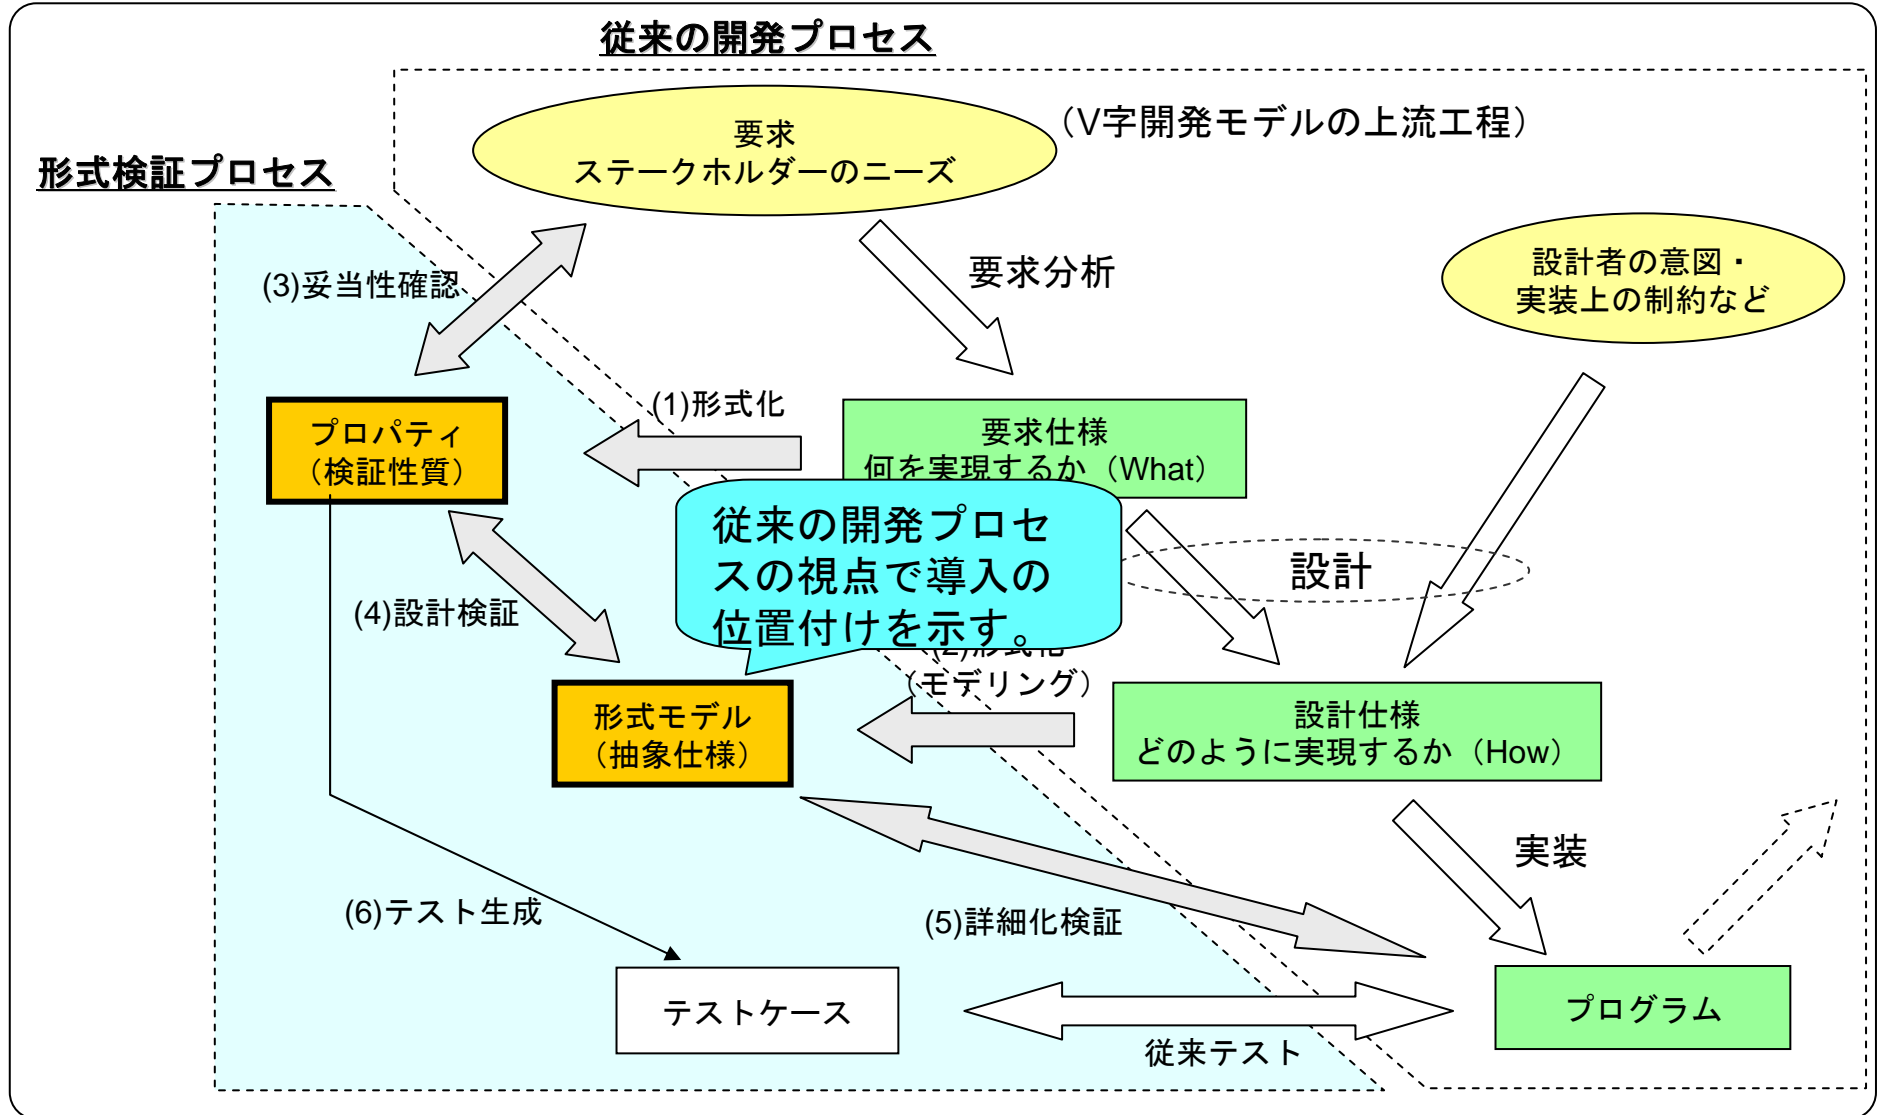 従来の開発プロセス
（V字開発モデルの上流工程）
要求
ステークホルダーのニーズ
形式検証プロセス
設計者の意図・
実装上の制約など
(3)妥当性確認
要求分析
(1)形式化
プロパティ
（検証性質）
要求仕様
何を実現するか（What）
従来の開発プロセ
スの視点で導入の
位置付けを示す。
設計
(4)設計検証
(2)形式化
（モデリング）
形式モデル
（抽象仕様）
設計仕様
どのように実現するか（How）
実装
(6)テスト生成
(5)詳細化検証
テストケース
従来テスト
プログラム